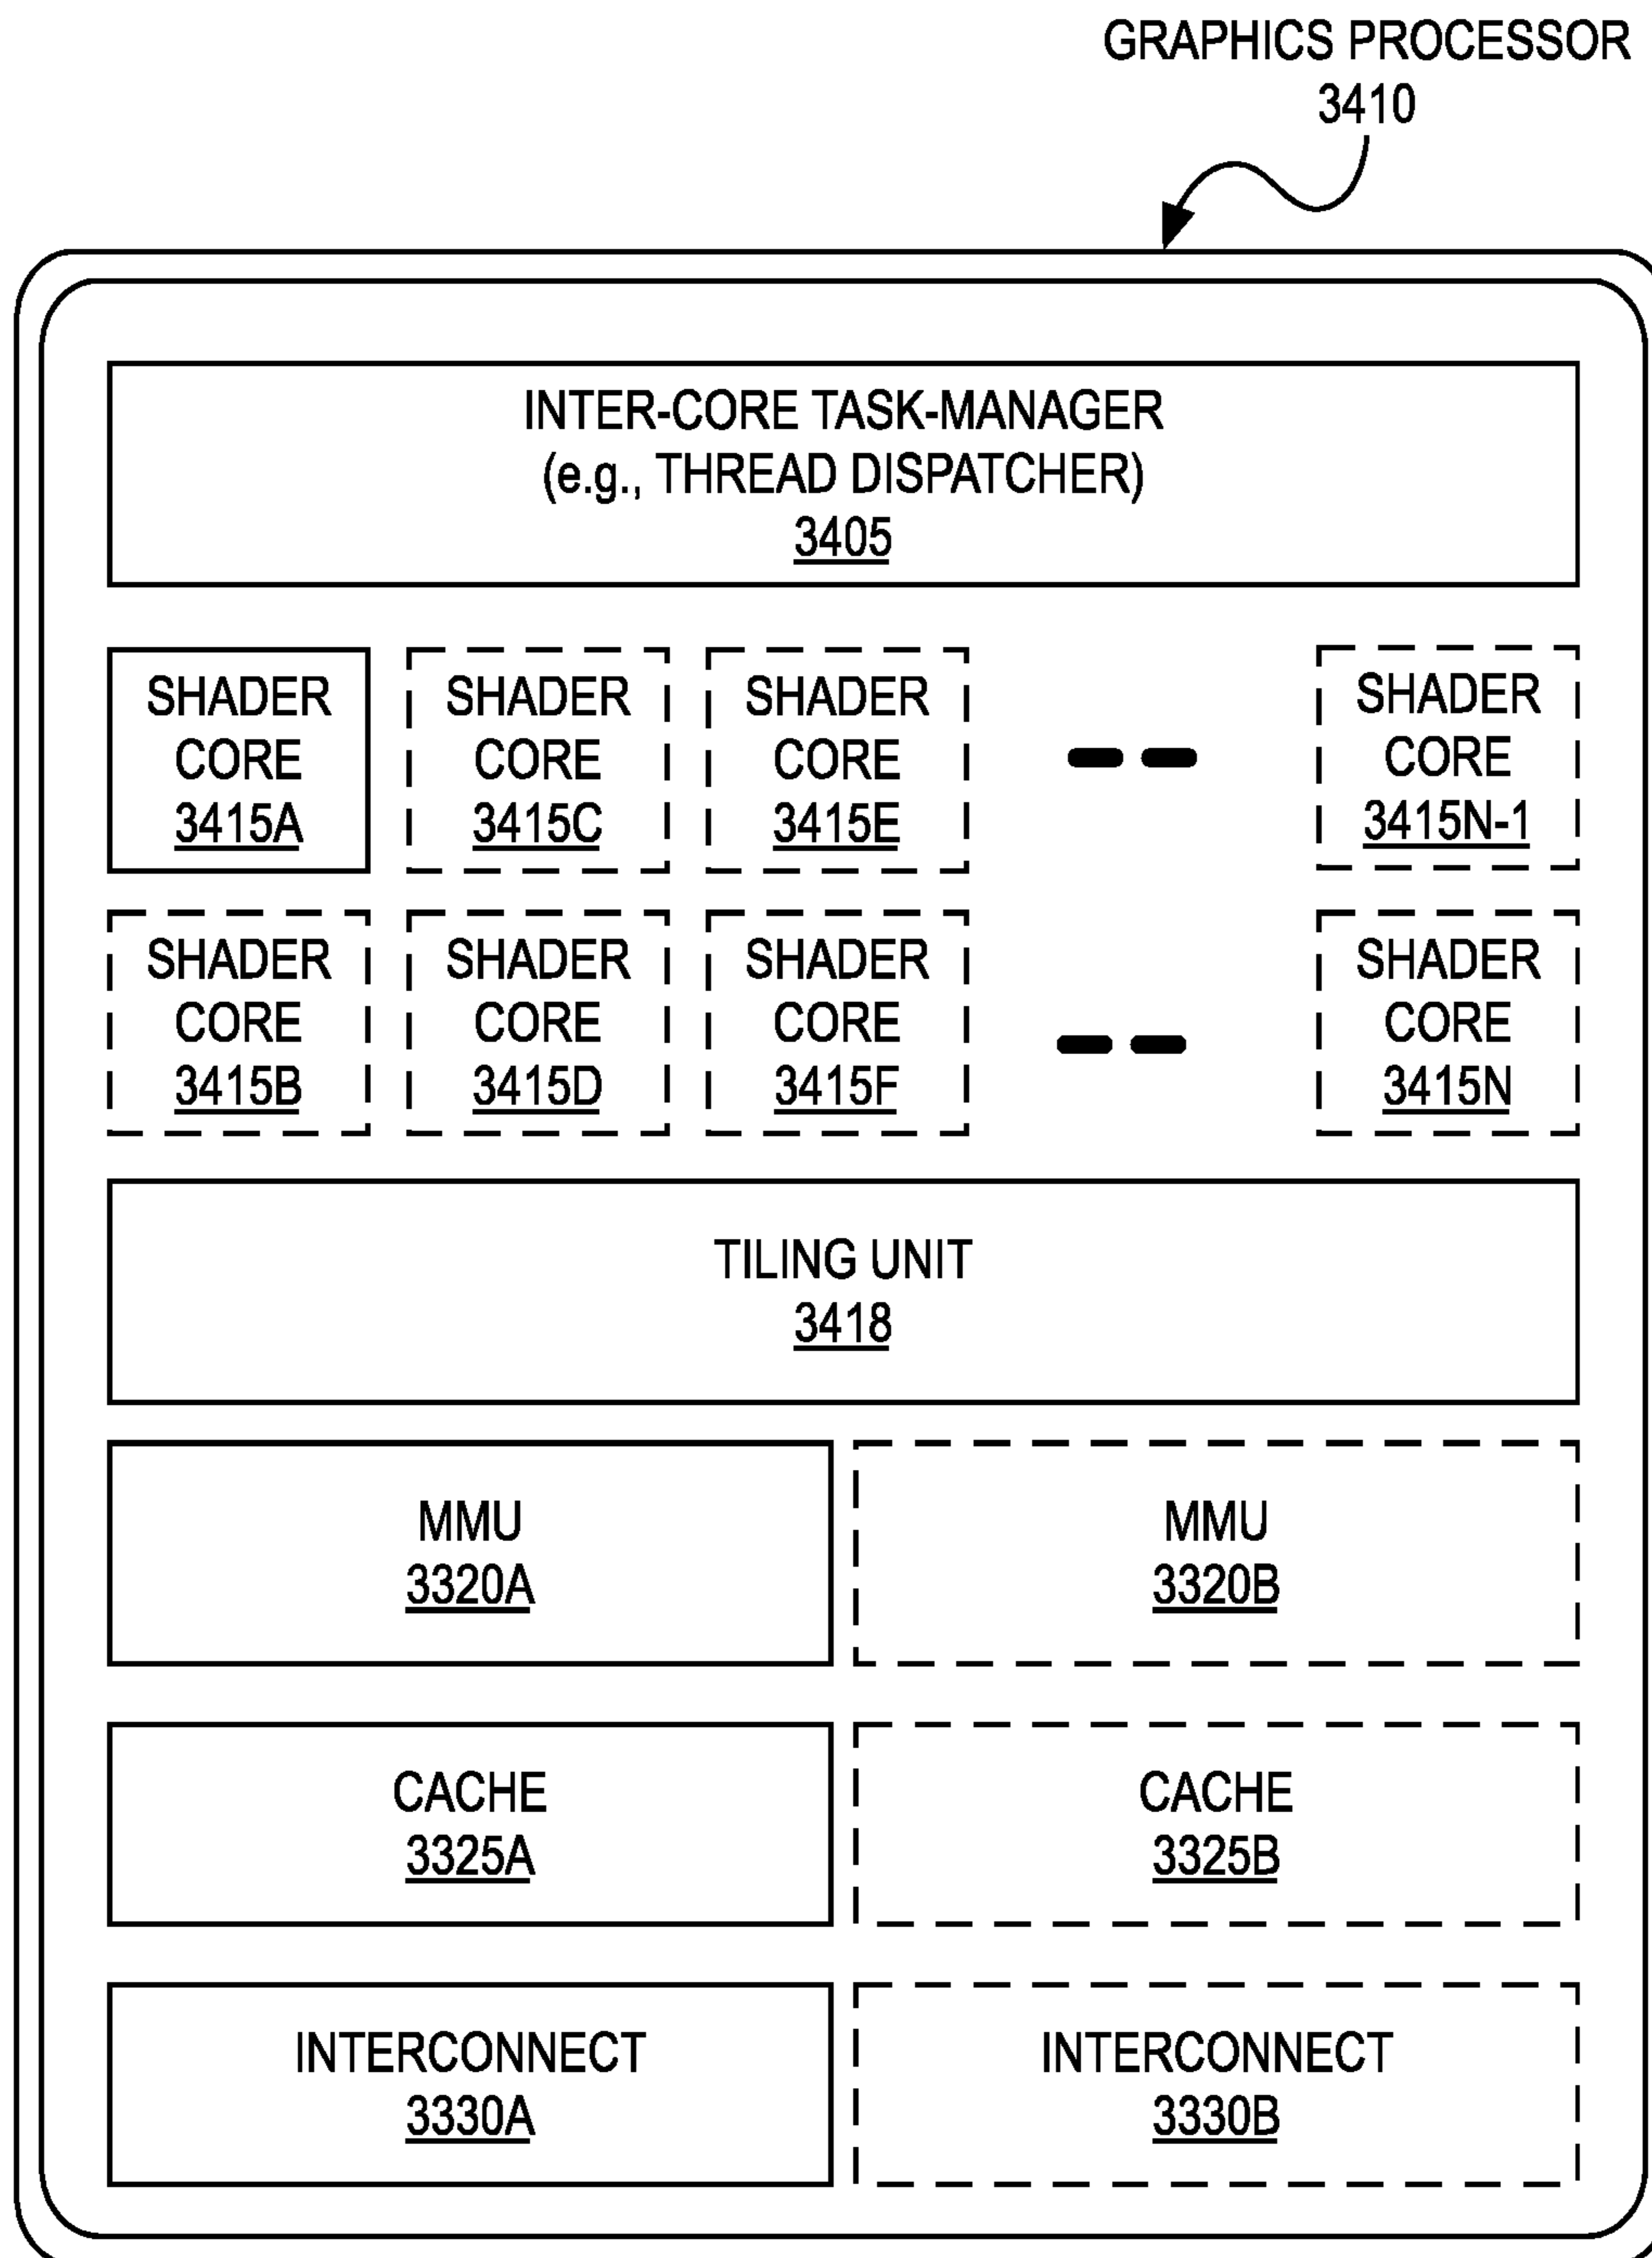 GRAPHICS PROCESSOR
3410
INTER-CORE TASK-MANAGER
(e.g., THREAD DISPATCHER)
3405
SHADER
CORE
3415A
SHADER
CORE
3415C
SHADER
CORE
3415E
SHADER
CORE
3415N-1
SHADER
CORE
3415B
SHADER
CORE
3415D
SHADER
CORE
3415F
SHADER
CORE
3415N
TILING UNIT
3418
MMU
3320A
MMU
3320B
CACHE
3325A
CACHE
3325B
INTERCONNECT
3330A
INTERCONNECT
3330B